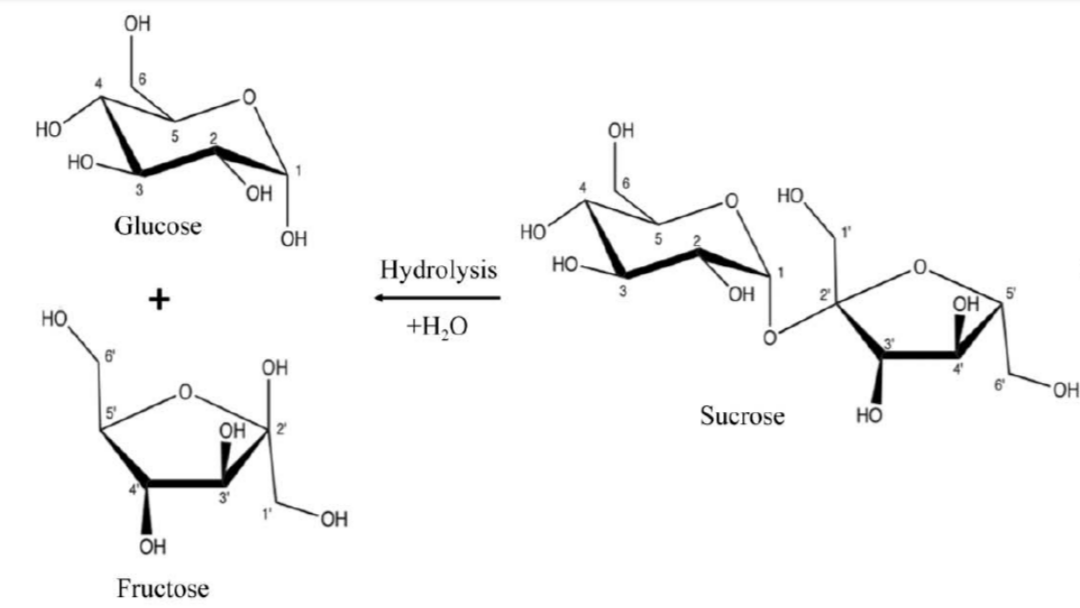 OH
6
4
O
HO
5
2
HO
1
3
OH
Glucose
OH
+
HO
6'
OH
O
5'
OH
2'
4'
3'
1'
OH
OH
Fructose
Hydrolysis
+H₂O
OH
6
4
O
HO
5
2
HO
1
3
OH
O
HO
1'
O
2'
5'
OH
3'
4'
6'
OH
HO
Sucrose